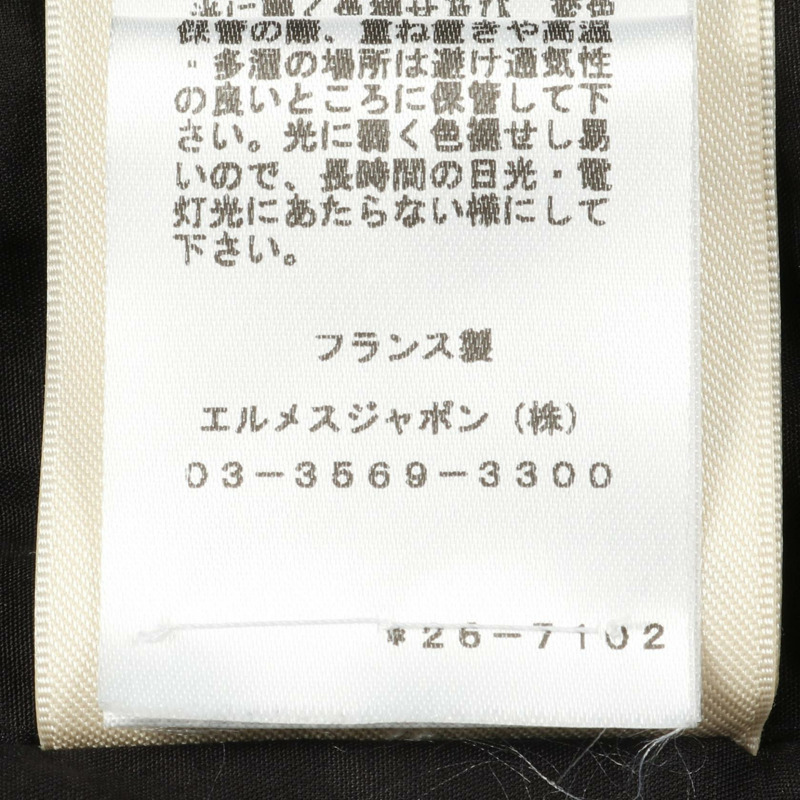 保管の際、重ね置きや高温
・多湿の場所は避け通気性
の良いところに保管して下
さい。光に弱く色褪せし易
いので、長時間の日光・電
灯光にあたらない様にして
下さい。
フランス製
エルメスジャポン（株）
03－3569－3300
*26－7102